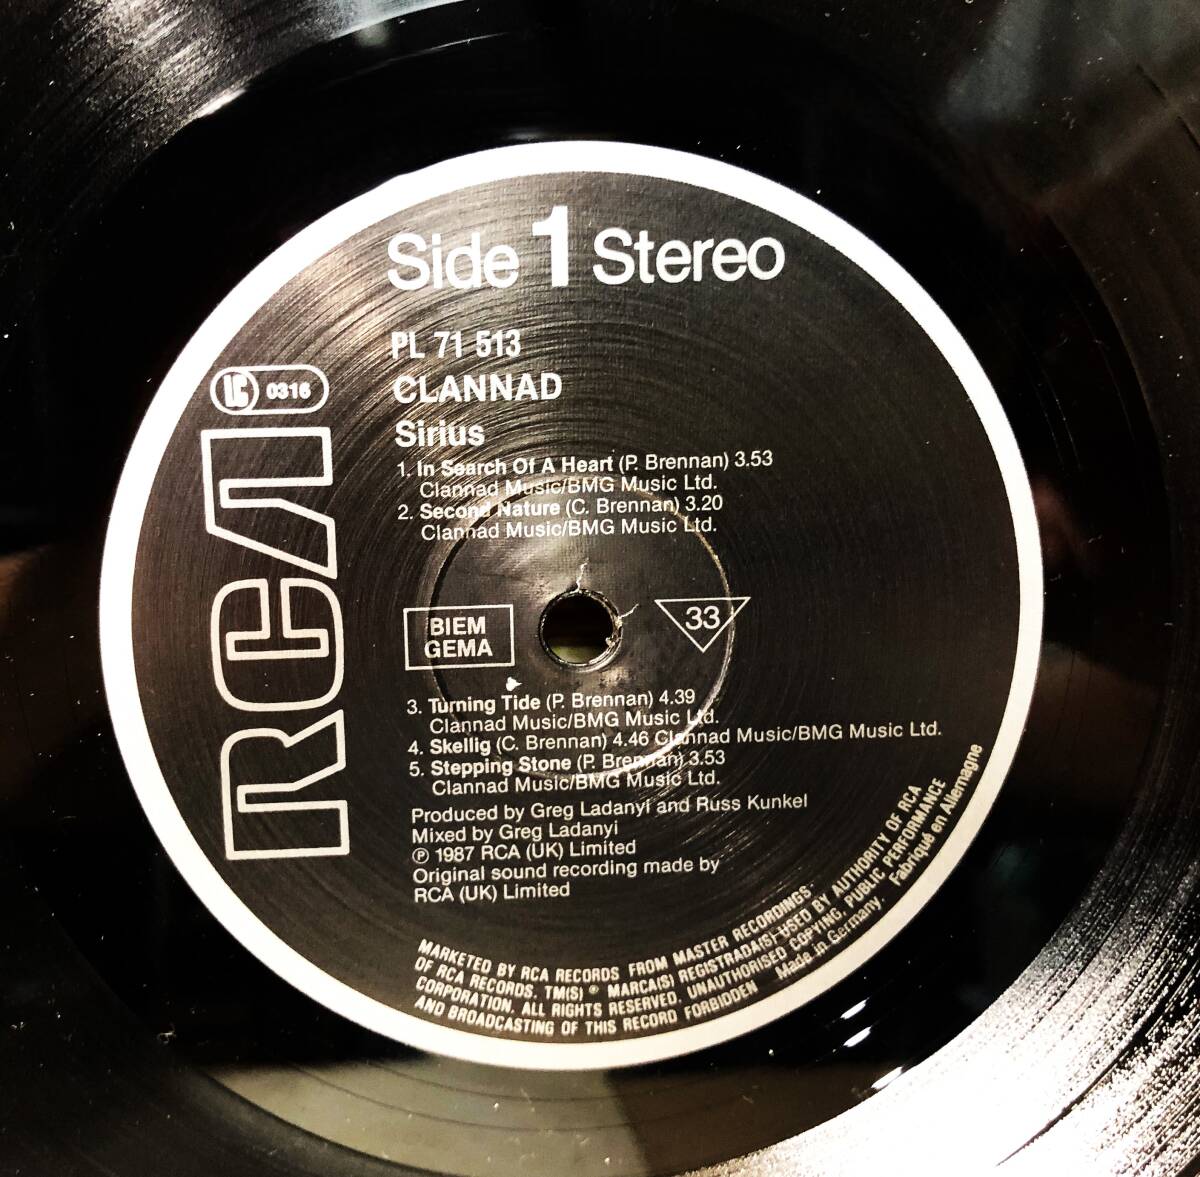 Side 1 Stereo
PL 71 513
LC 0316
CLANNAD
Sirius
1. In Search Of A Heart (P. Brennan) 3.53
Clannad Music/BMG Music Ltd.
2. Second Nature (C. Brennan) 3.20
Clannad Music/BMG Music Ltd.
RCA
BIEM
GEMA
33
3. Turning Tide (P. Brennan) 4.39
Clannad Music/BMG Music Ltd.
4. Skellig (C. Brennan) 4.46 Clannad Music/BMG Music Ltd.
5. Stepping Stone (P. Brennan) 3.53
Clannad Music/BMG Music Ltd.
Produced by Greg Ladanyi and Russ Kunkel
Mixed by Greg Ladanyi
℗ 1987 RCA (UK) Limited
Original sound recording made by
RCA (UK) Limited
MARKETED BY RCA RECORDS FROM MASTER RECORDINGS
OF RCA RECORDS. TM(S) ® MARCA(S) REGISTRADA(S) USED BY AUTHORITY OF RCA
CORPORATION. ALL RIGHTS RESERVED. UNAUTHORISED COPYING, PUBLIC PERFORMANCE
AND BROADCASTING OF THIS RECORD FORBIDDEN Made in Germany. Fabriqué en Allemagne